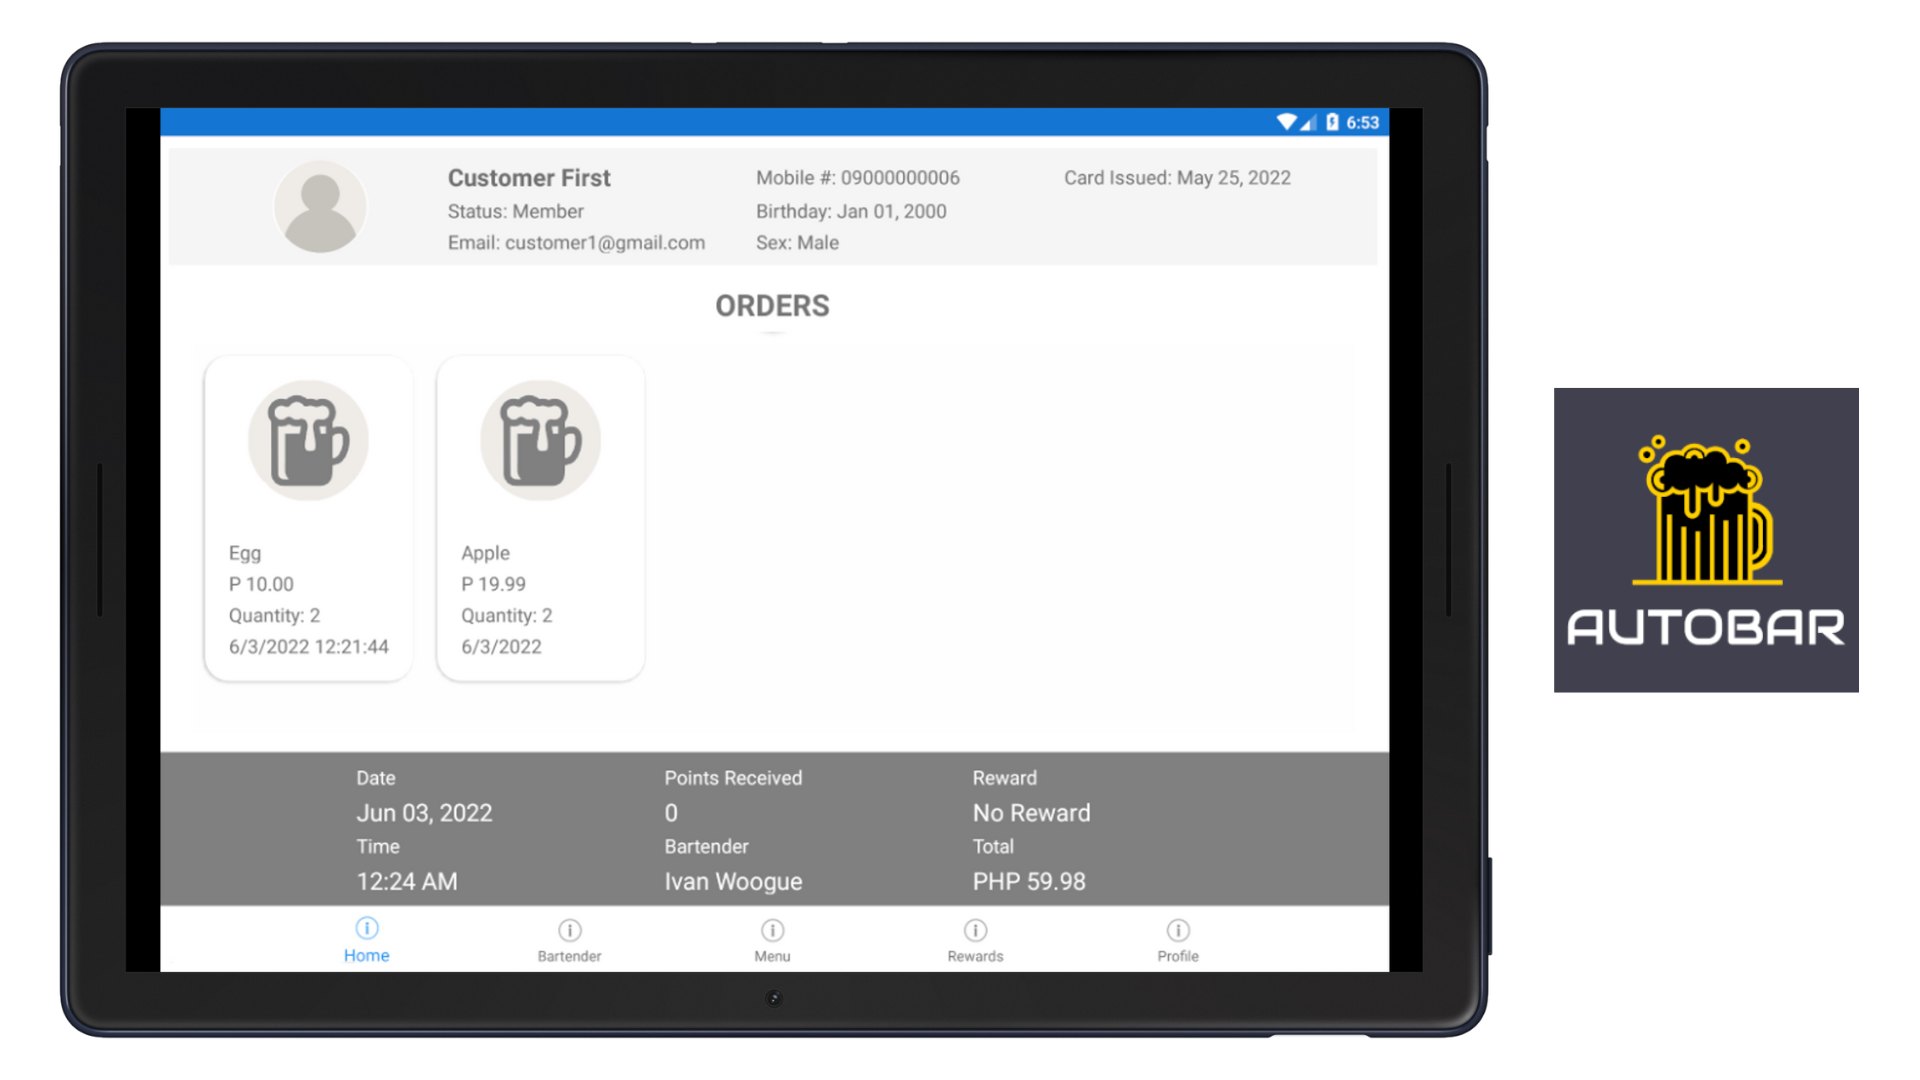 6:53
Customer First
Status: Member
Email: customer1@gmail.com
Mobile #: 09000000006
Birthday: Jan 01, 2000
Sex: Male
Card Issued: May 25, 2022
ORDERS
Egg
P 10.00
Quantity: 2
6/3/2022 12:21:44
Apple
P 19.99
Quantity: 2
6/3/2022
Date
Jun 03, 2022
Time
12:24 AM
Points Received
0
Bartender
Ivan Woogue
Reward
No Reward
Total
PHP 59.98
Home
Bartender
Menu
Rewards
Profile
AUTOBAR